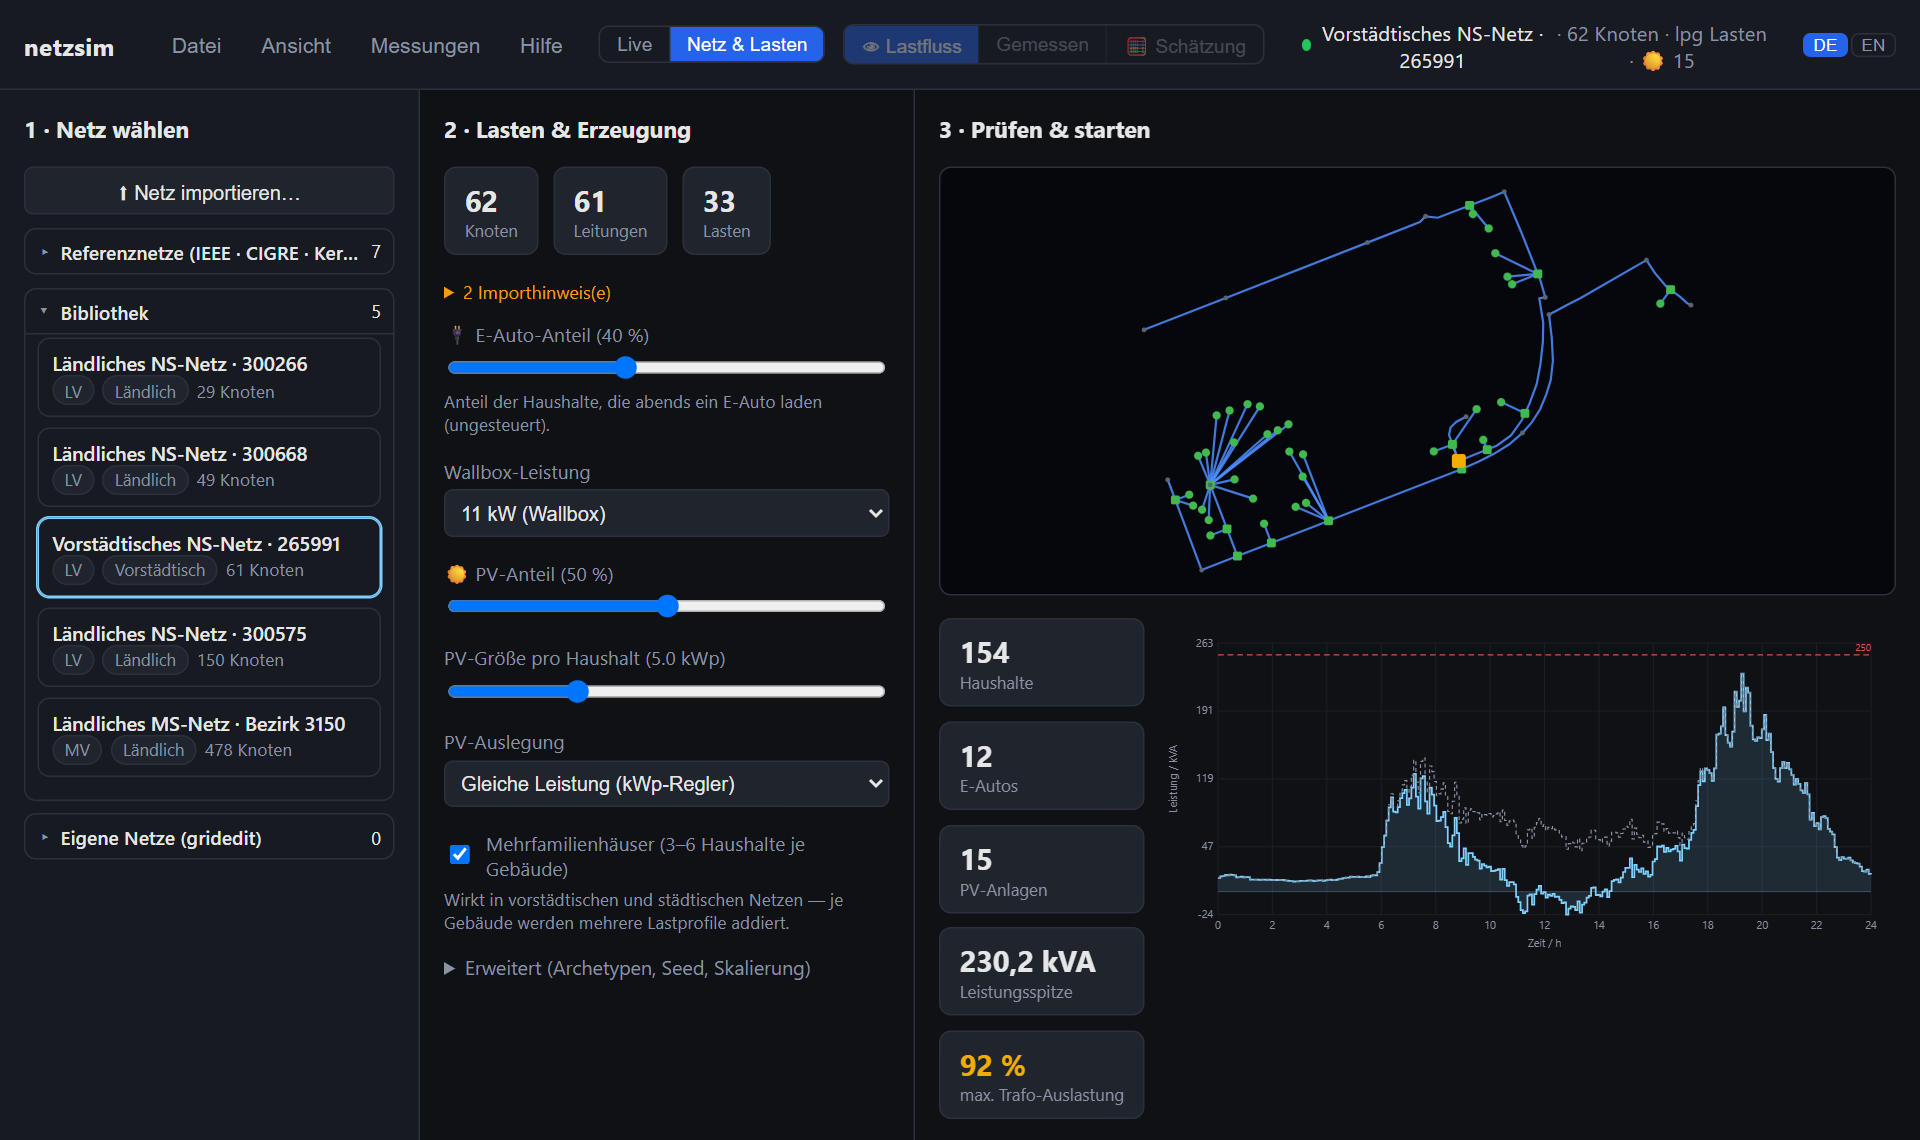 netzsim
Datei
Ansicht
Messungen
Hilfe
Live
Netz & Lasten
Lastfluss
Gemessen
Schätzung
Vorstädtisches NS-Netz ·
265991
· 62 Knoten · lpg Lasten
· 15
DE
EN
1 · Netz wählen
⬆ Netz importieren…
Referenznetze (IEEE · CIGRE · Ker… 7
Bibliothek 5
Ländliches NS-Netz · 300266
LV Ländlich 29 Knoten
Ländliches NS-Netz · 300668
LV Ländlich 49 Knoten
Vorstädtisches NS-Netz · 265991
LV Vorstädtisch 61 Knoten
Ländliches NS-Netz · 300575
LV Ländlich 150 Knoten
Ländliches MS-Netz · Bezirk 3150
MV Ländlich 478 Knoten
Eigene Netze (gridedit) 0
2 · Lasten & Erzeugung
62
Knoten
61
Leitungen
33
Lasten
2 Importhinweis(e)
E-Auto-Anteil (40 %)
Anteil der Haushalte, die abends ein E-Auto laden
(ungesteuert).
Wallbox-Leistung
11 kW (Wallbox)
PV-Anteil (50 %)
PV-Größe pro Haushalt (5.0 kWp)
PV-Auslegung
Gleiche Leistung (kWp-Regler)
Mehrfamilienhäuser (3–6 Haushalte je
Gebäude)
Wirkt in vorstädtischen und städtischen Netzen — je
Gebäude werden mehrere Lastprofile addiert.
Erweitert (Archetypen, Seed, Skalierung)
3 · Prüfen & starten
154
Haushalte
12
E-Autos
15
PV-Anlagen
230,2 kVA
Leistungsspitze
92 %
max. Trafo-Auslastung
263
250
191
119
47
-24
Leistung / kVA
0 2 4 6 8 10 12 14 16 18 20 22 24
Zeit / h